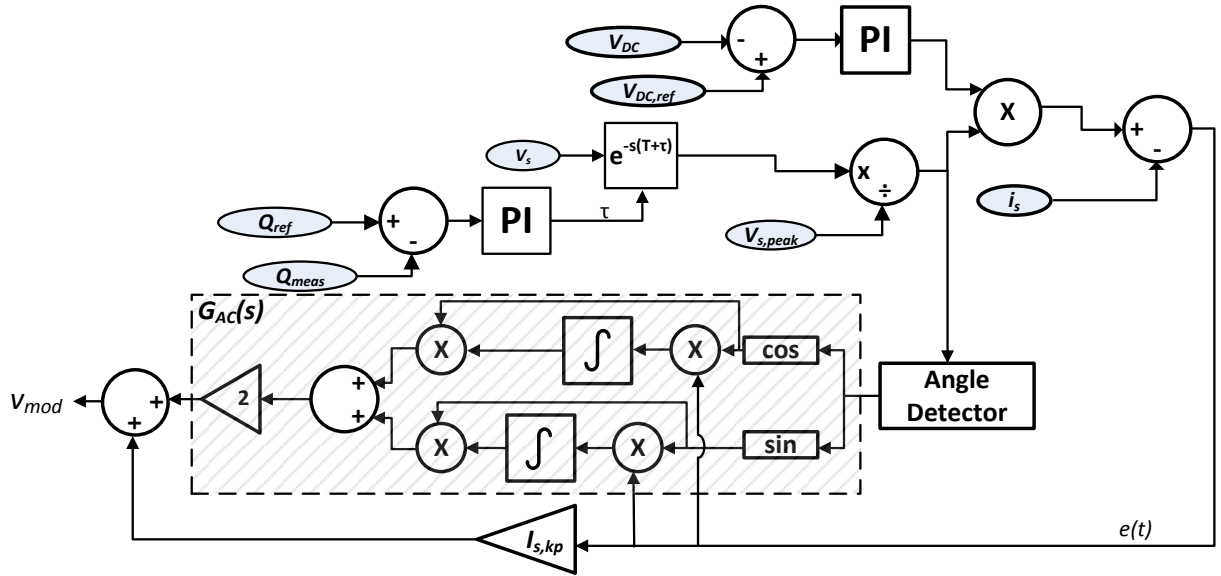 V_DC
-
+
PI
V_DC,ref
X
+
-
V_s
e^-s(T+τ)
x
÷
i_s
Q_ref
+
-
PI
τ
V_s,peak
Q_meas
G_AC(s)
X
∫
X
cos
Angle
Detector
V_mod
+
+
2
+
+
X
∫
X
sin
I_s,kp
e(t)